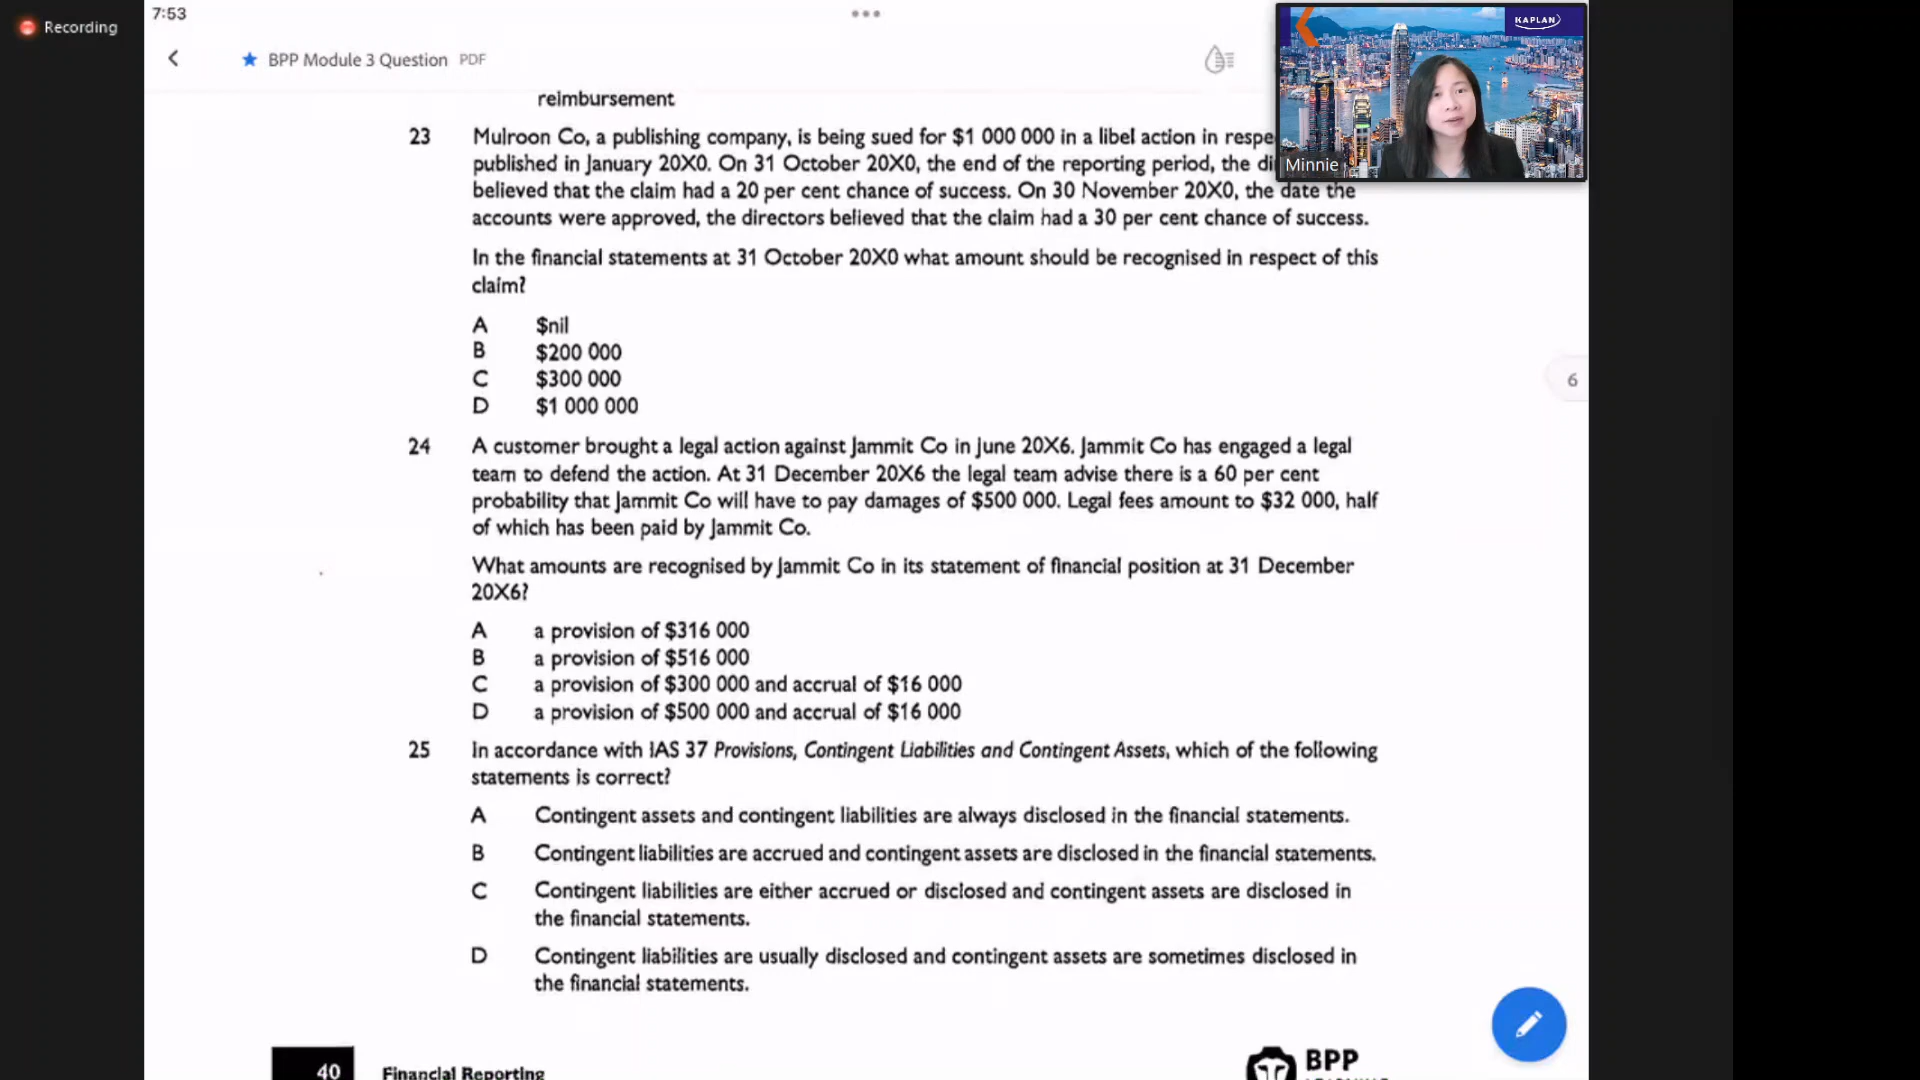 Recording
7:53
BPP Module 3 Question PDF
KAPLAN
Minnie
reimbursement
23 Mulroon Co, a publishing company, is being sued for $1 000 000 in a libel action in
published in January 20X0. On 31 October 20X0, the end of the reporting period, the
believed that the claim had a 20 per cent chance of success. On 30 November 20X0, the date the
accounts were approved, the directors believed that the claim had a 30 per cent chance of success.
In the financial statements at 31 October 20X0 what amount should be recognised in respect of this
claim?
A $nil
B $200 000
C $300 000
D $1 000 000
6
24 A customer brought a legal action against Jammit Co in June 20X6. Jammit Co has engaged a legal
team to defend the action. At 31 December 20X6 the legal team advise there is a 60 per cent
probability that Jammit Co will have to pay damages of $500 000. Legal fees amount to $32 000, half
of which has been paid by Jammit Co.
What amounts are recognised by Jammit Co in its statement of financial position at 31 December
20X6?
A a provision of $316 000
B a provision of $516 000
C a provision of $300 000 and accrual of $16 000
D a provision of $500 000 and accrual of $16 000
25 In accordance with IAS 37 Provisions, Contingent Liabilities and Contingent Assets, which of the following
statements is correct?
A Contingent assets and contingent liabilities are always disclosed in the financial statements.
B Contingent liabilities are accrued and contingent assets are disclosed in the financial statements.
C Contingent liabilities are either accrued or disclosed and contingent assets are disclosed in
the financial statements.
D Contingent liabilities are usually disclosed and contingent assets are sometimes disclosed in
the financial statements.
40 Financial Reporting
BPP